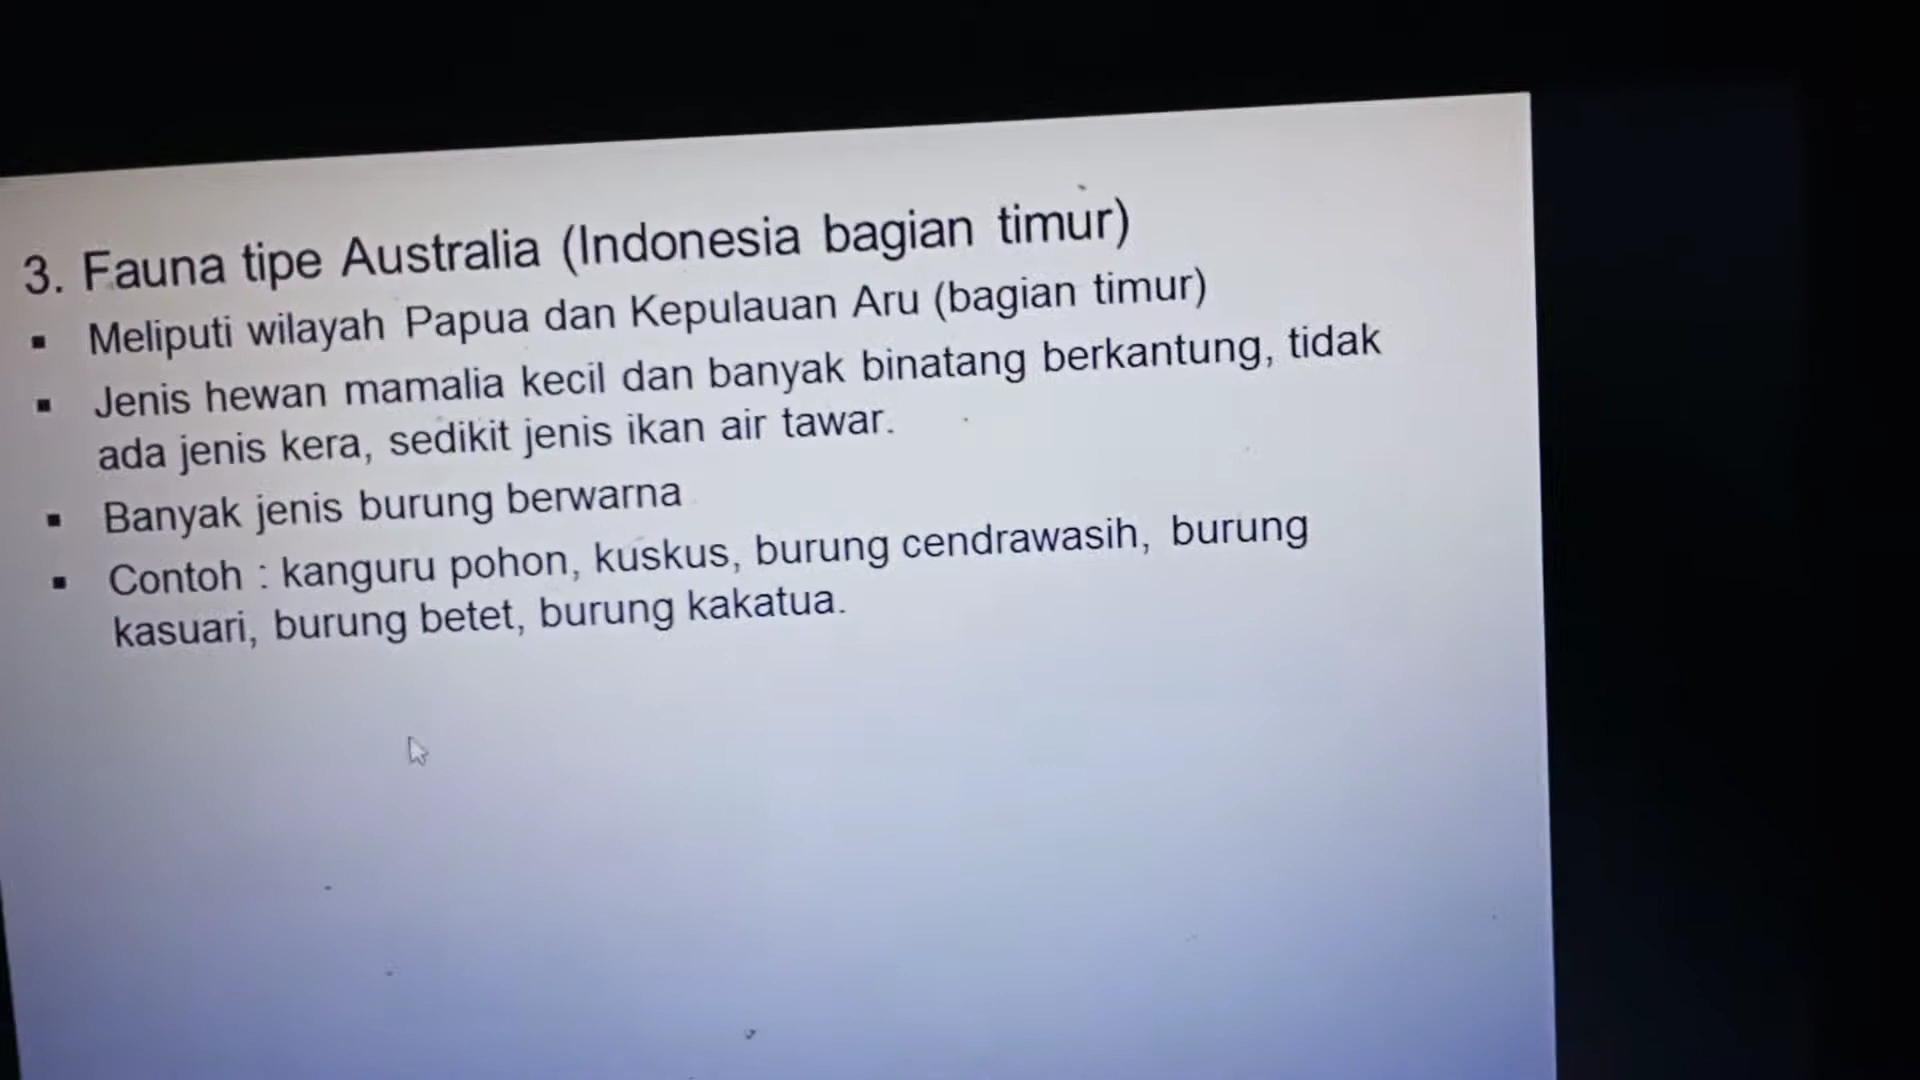 3. Fauna tipe Australia (Indonesia bagian timur)
▪ Meliputi wilayah Papua dan Kepulauan Aru (bagian timur)
▪ Jenis hewan mamalia kecil dan banyak binatang berkantung, tidak
ada jenis kera, sedikit jenis ikan air tawar.
▪ Banyak jenis burung berwarna
▪ Contoh : kanguru pohon, kuskus, burung cendrawasih, burung
kasuari, burung betet, burung kakatua.